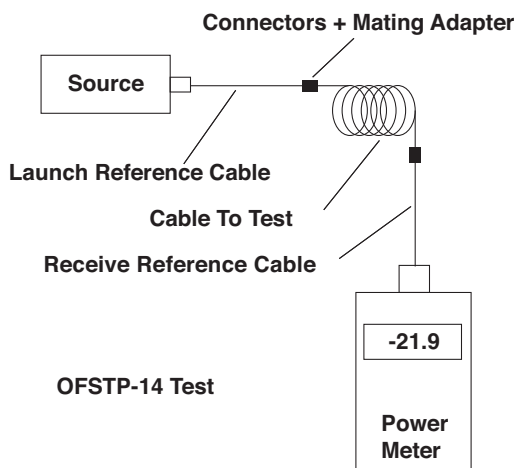 Connectors + Mating Adapter
Source
Launch Reference Cable
Cable To Test
Receive Reference Cable
-21.9
OFSTP-14 Test
Power
Meter